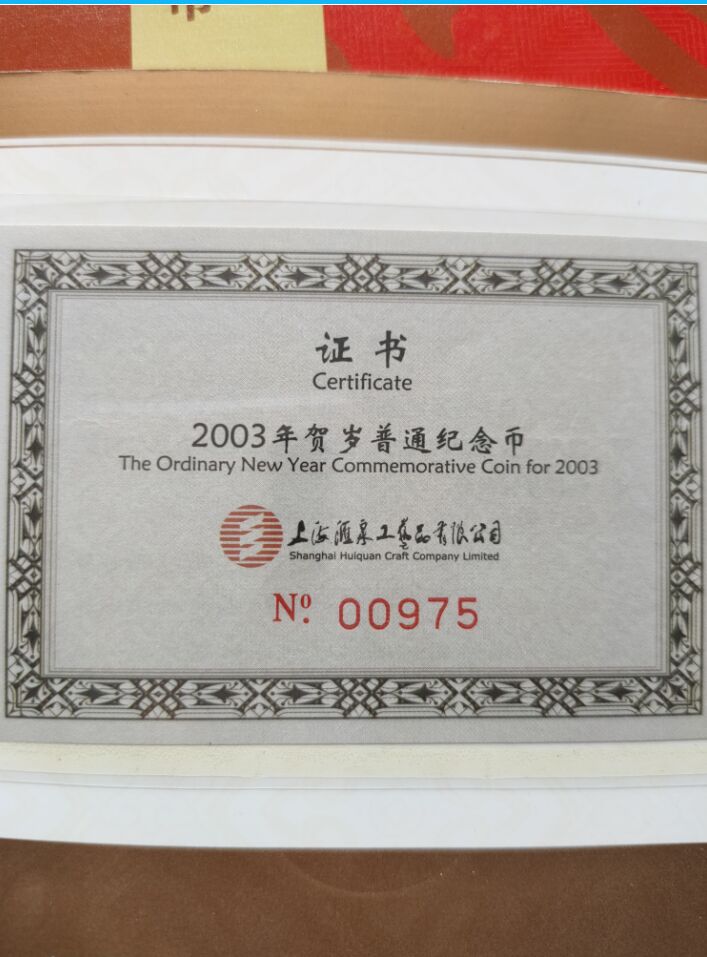 币
证书
Certificate
2003年贺岁普通纪念币
The Ordinary New Year Commemorative Coin for 2003
上海汇泉工艺品有限公司
Shanghai Huiquan Craft Company Limited
Nº. 00975